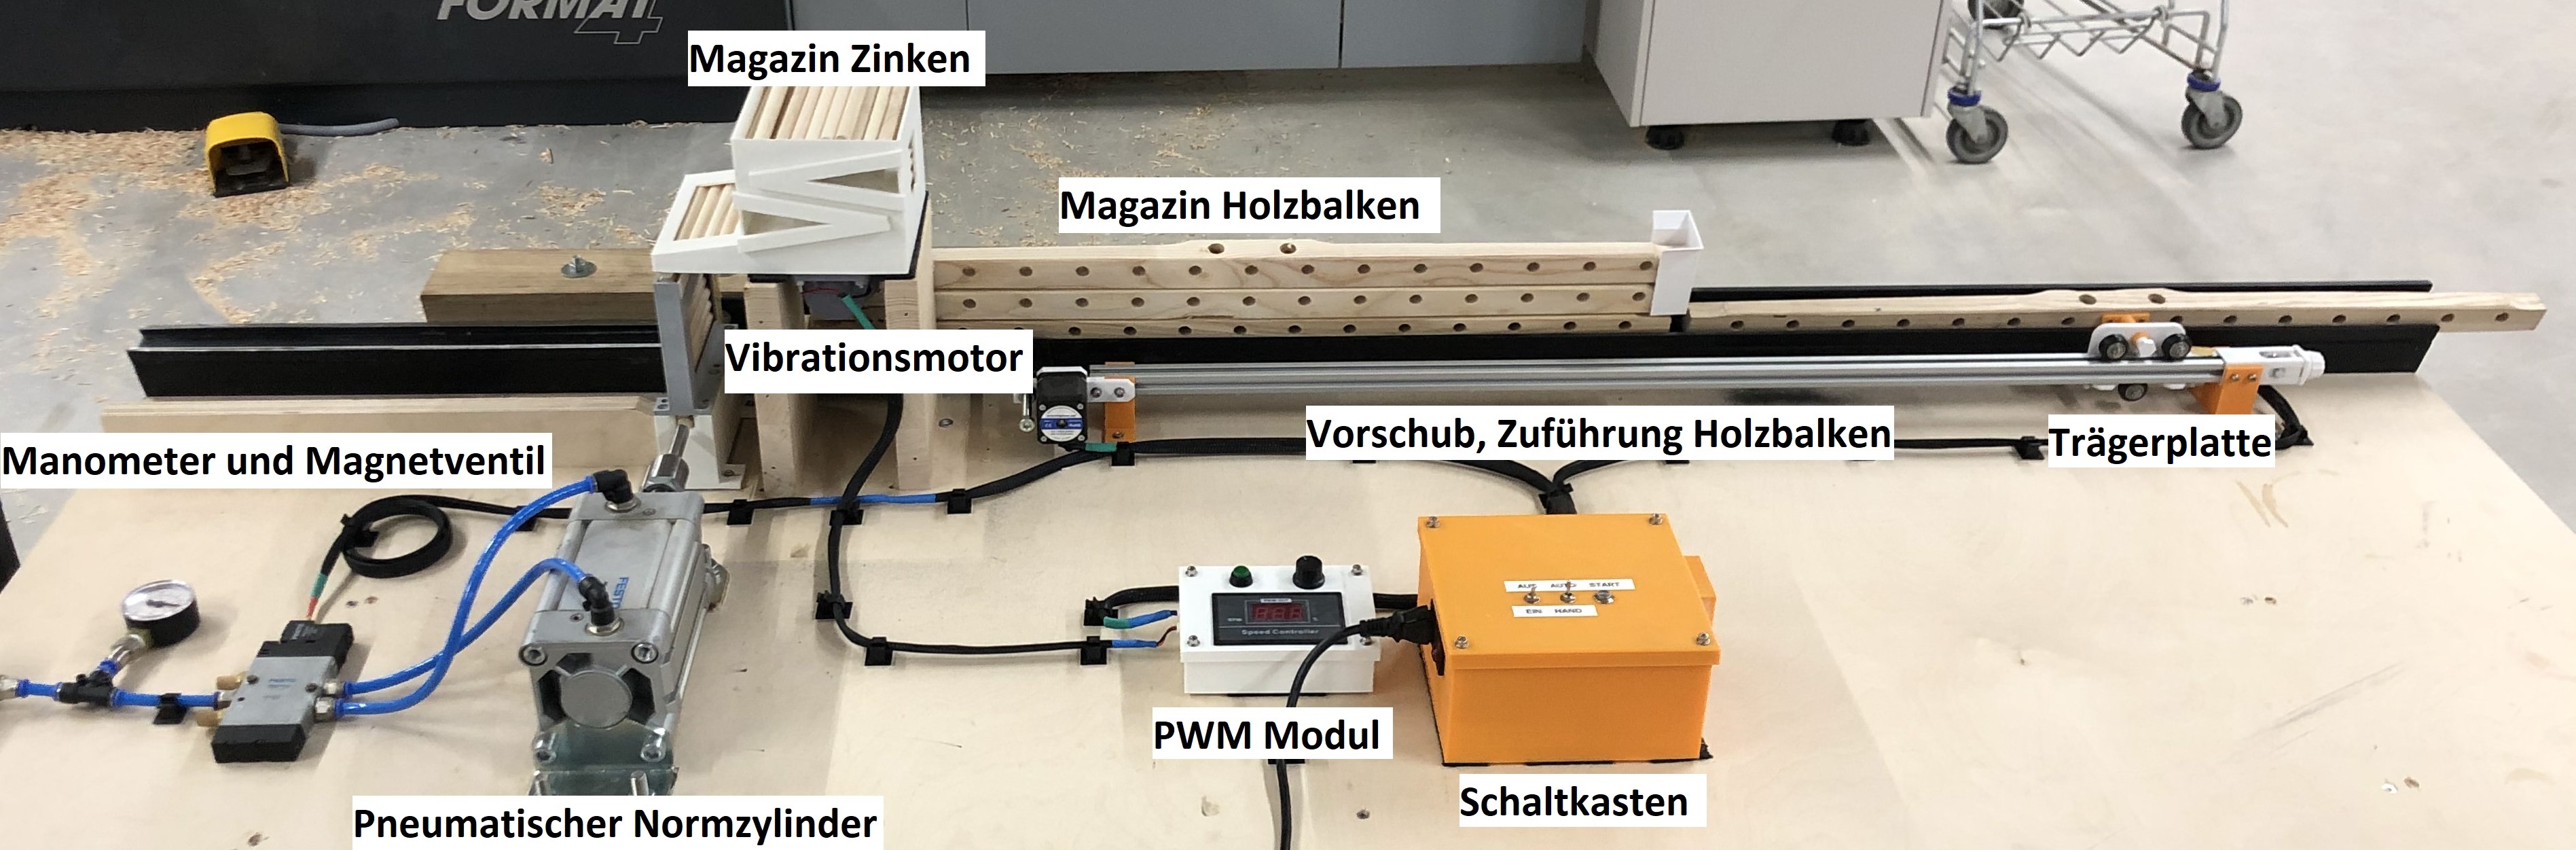 FORMAT
4
Magazin Zinken
Magazin Holzbalken
Vibrationsmotor
Vorschub, Zuführung Holzbalken
Trägerplatte
Manometer und Magnetventil
FESTO
AUS AUTO START
EIN HAND
Speed Controller
PWM Modul
Schaltkasten
Pneumatischer Normzylinder